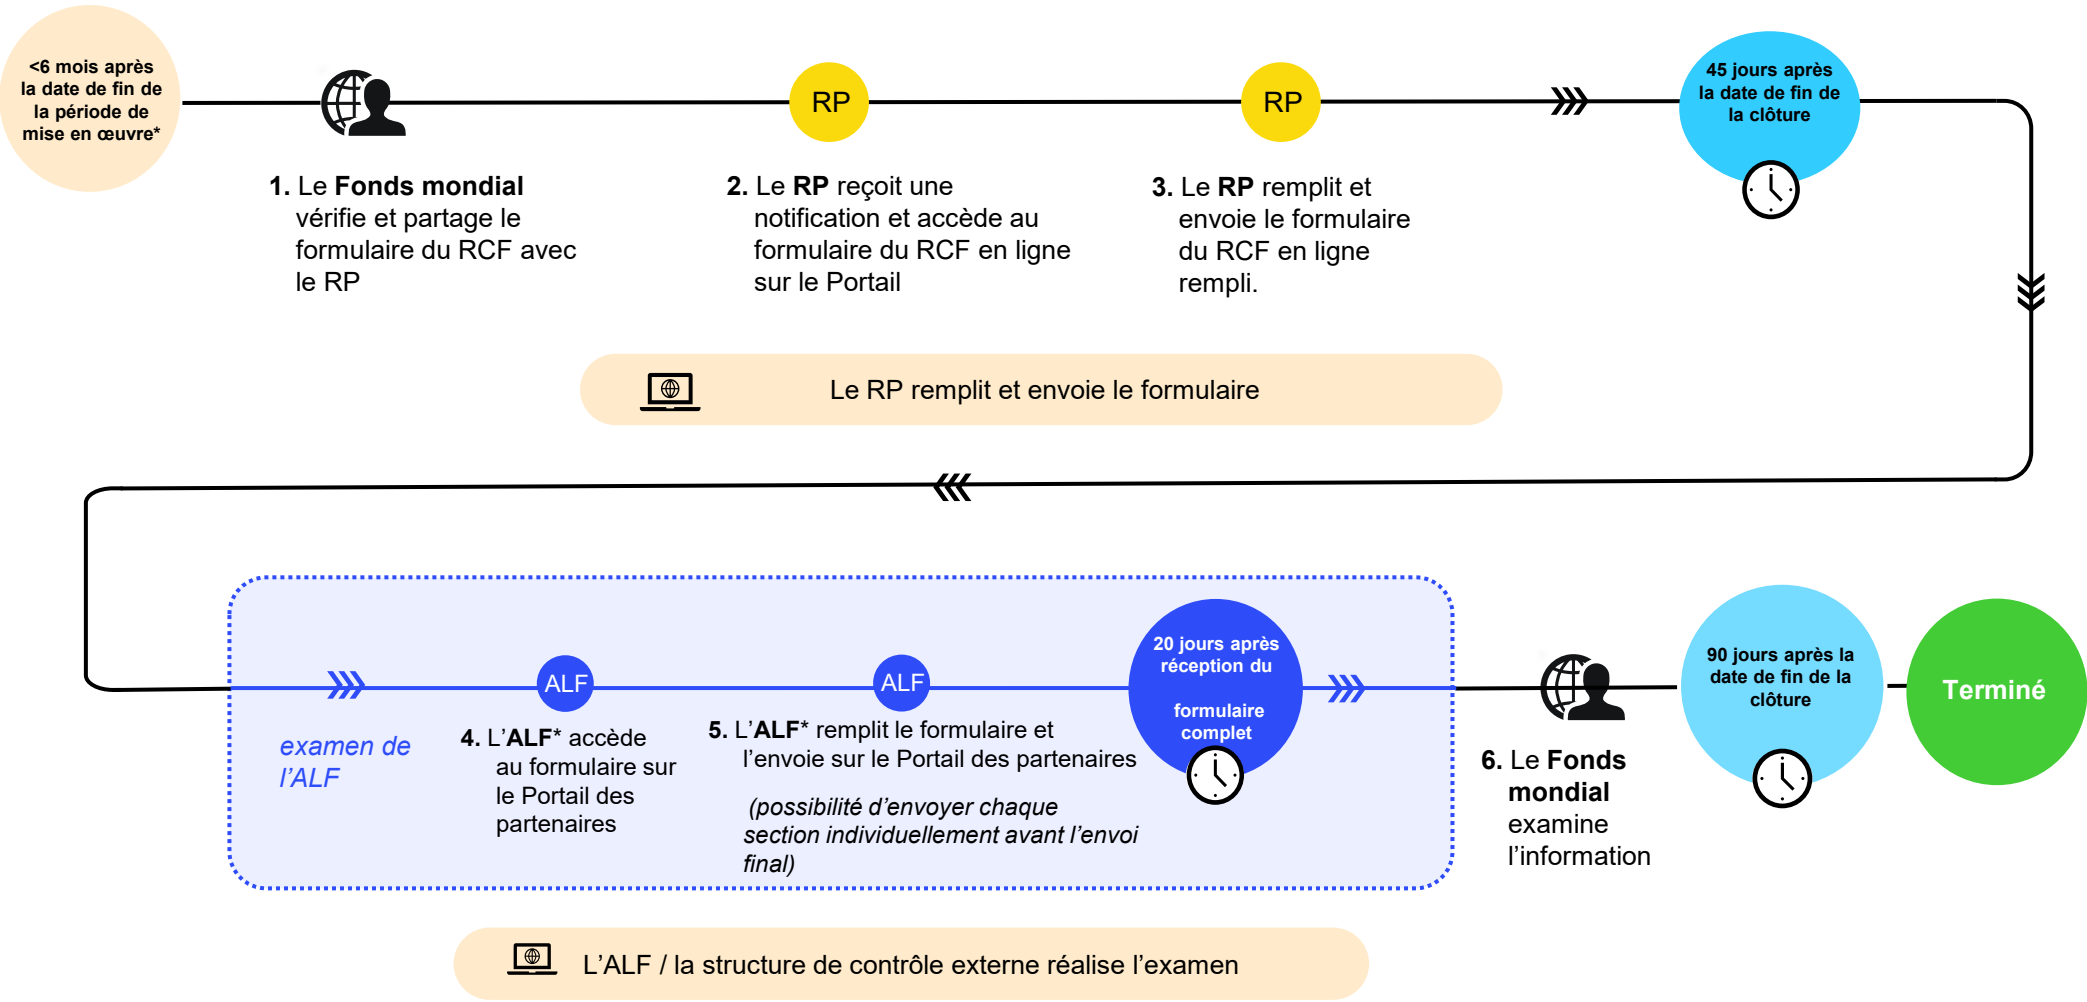 <6 mois après
la date de fin de
la période de
mise en œuvre*
RP
RP
45 jours après
la date de fin de
la clôture
1. Le Fonds mondial
vérifie et partage le
formulaire du RCF avec
le RP
2. Le RP reçoit une
notification et accède au
formulaire du RCF en ligne
sur le Portail
3. Le RP remplit et
envoie le formulaire
du RCF en ligne
rempli.
Le RP remplit et envoie le formulaire
examen de
l’ALF
ALF
4. L’ALF* accède
au formulaire sur
le Portail des
partenaires
ALF
5. L’ALF* remplit le formulaire et
l’envoie sur le Portail des partenaires
(possibilité d’envoyer chaque
section individuellement avant l’envoi
final)
20 jours après
réception du
formulaire
complet
6. Le Fonds
mondial
examine
l’information
90 jours après la
date de fin de la
clôture
Terminé
L’ALF / la structure de contrôle externe réalise l’examen